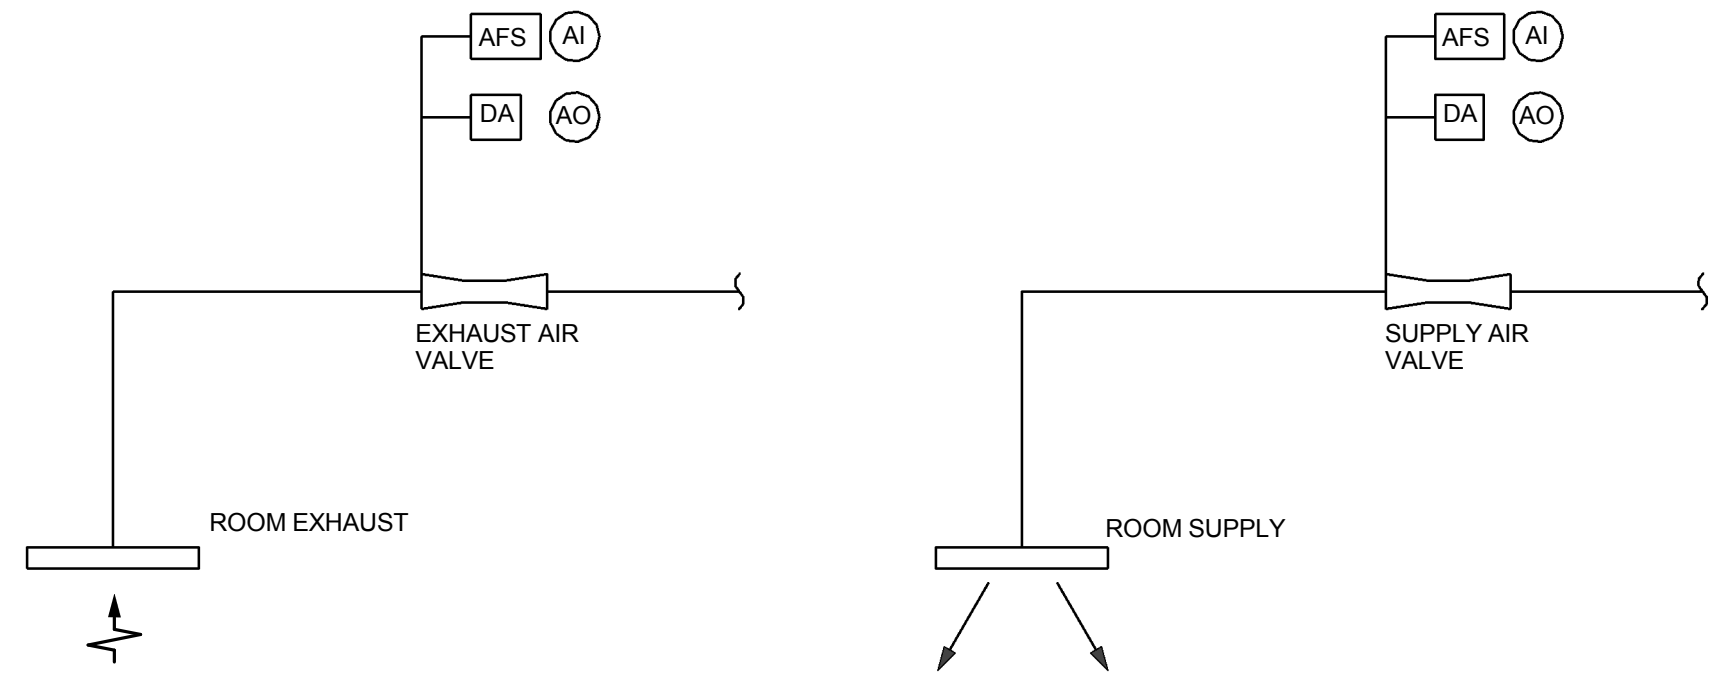 AFS AI
DA AO
EXHAUST AIR
VALVE
ROOM EXHAUST
AFS AI
DA AO
SUPPLY AIR
VALVE
ROOM SUPPLY